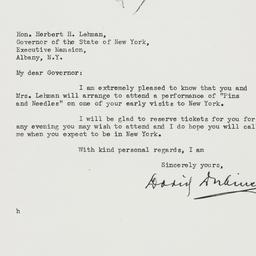 Hon. Herbert H. Lehman,
Governor of the State of New York,
Executive Mansion,
Albany, N.Y.
My dear Governor:
I am extremely pleased to know that you and
Mrs. Lehman will arrange to attend a performance of "Pins
and Needles" on one of your early visits to New York.
I will be glad to reserve tickets for you for
any evening you may wish to attend and I do hope you will call
me when you expect to be in New York.
With kind personal regards, I am
Sincerely yours,
David Dubinsky
h